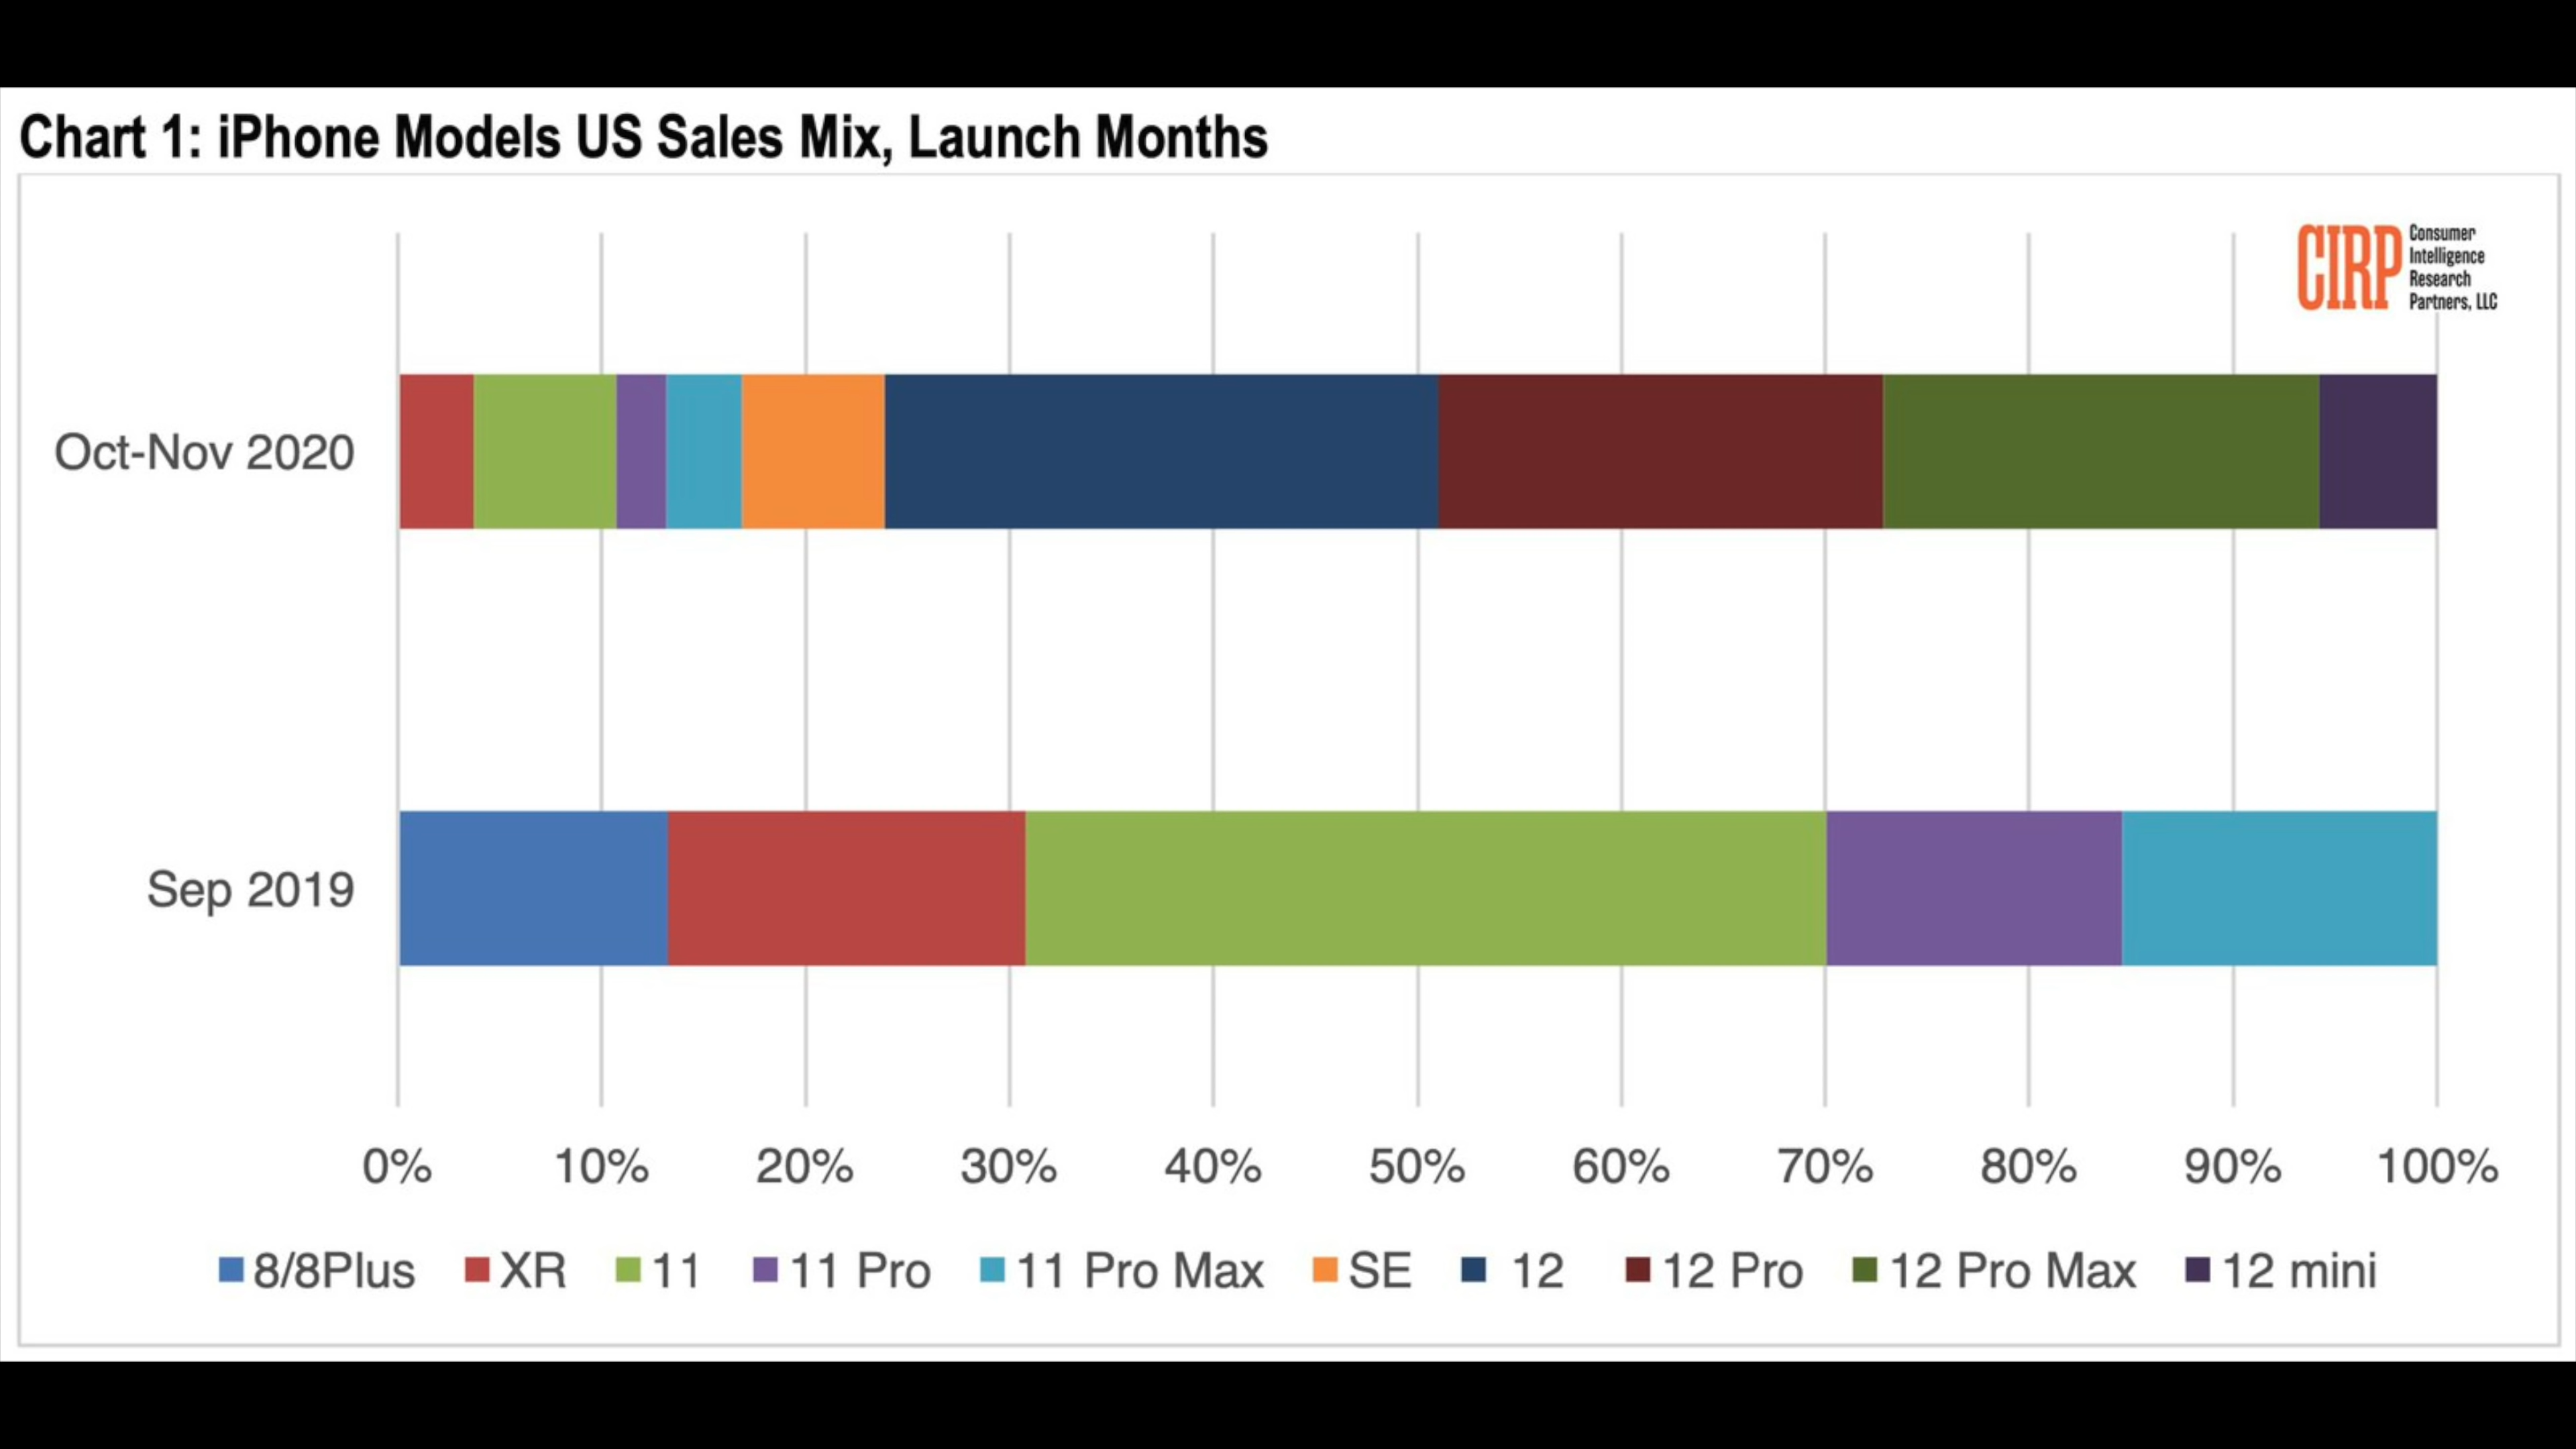 Chart 1: iPhone Models US Sales Mix, Launch Months
CIRP
Consumer
Intelligence
Research
Partners, LLC
Oct-Nov 2020
Sep 2019
0% 10% 20% 30% 40% 50% 60% 70% 80% 90% 100%
8/8Plus XR 11 11 Pro 11 Pro Max SE 12 12 Pro 12 Pro Max 12 mini